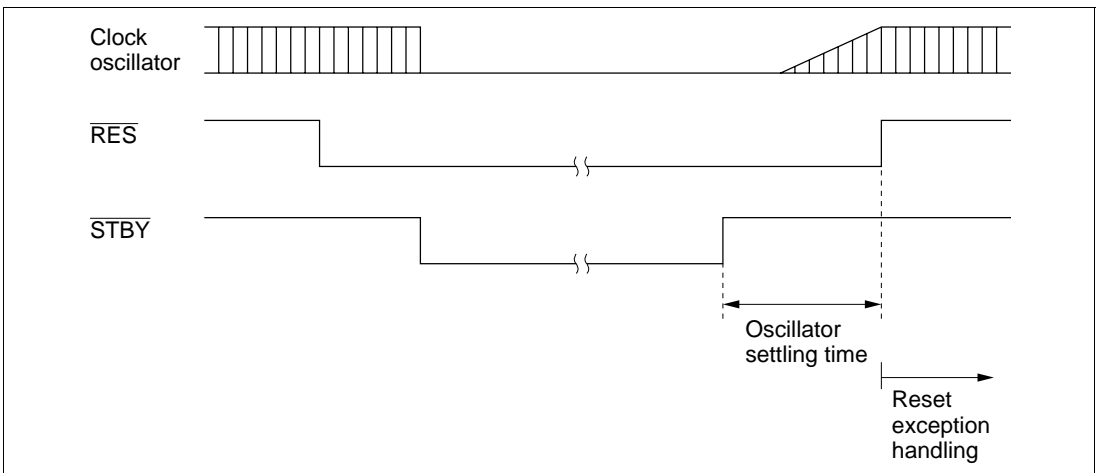 Clock
oscillator
RES
STBY
Oscillator
settling time
Reset
exception
handling